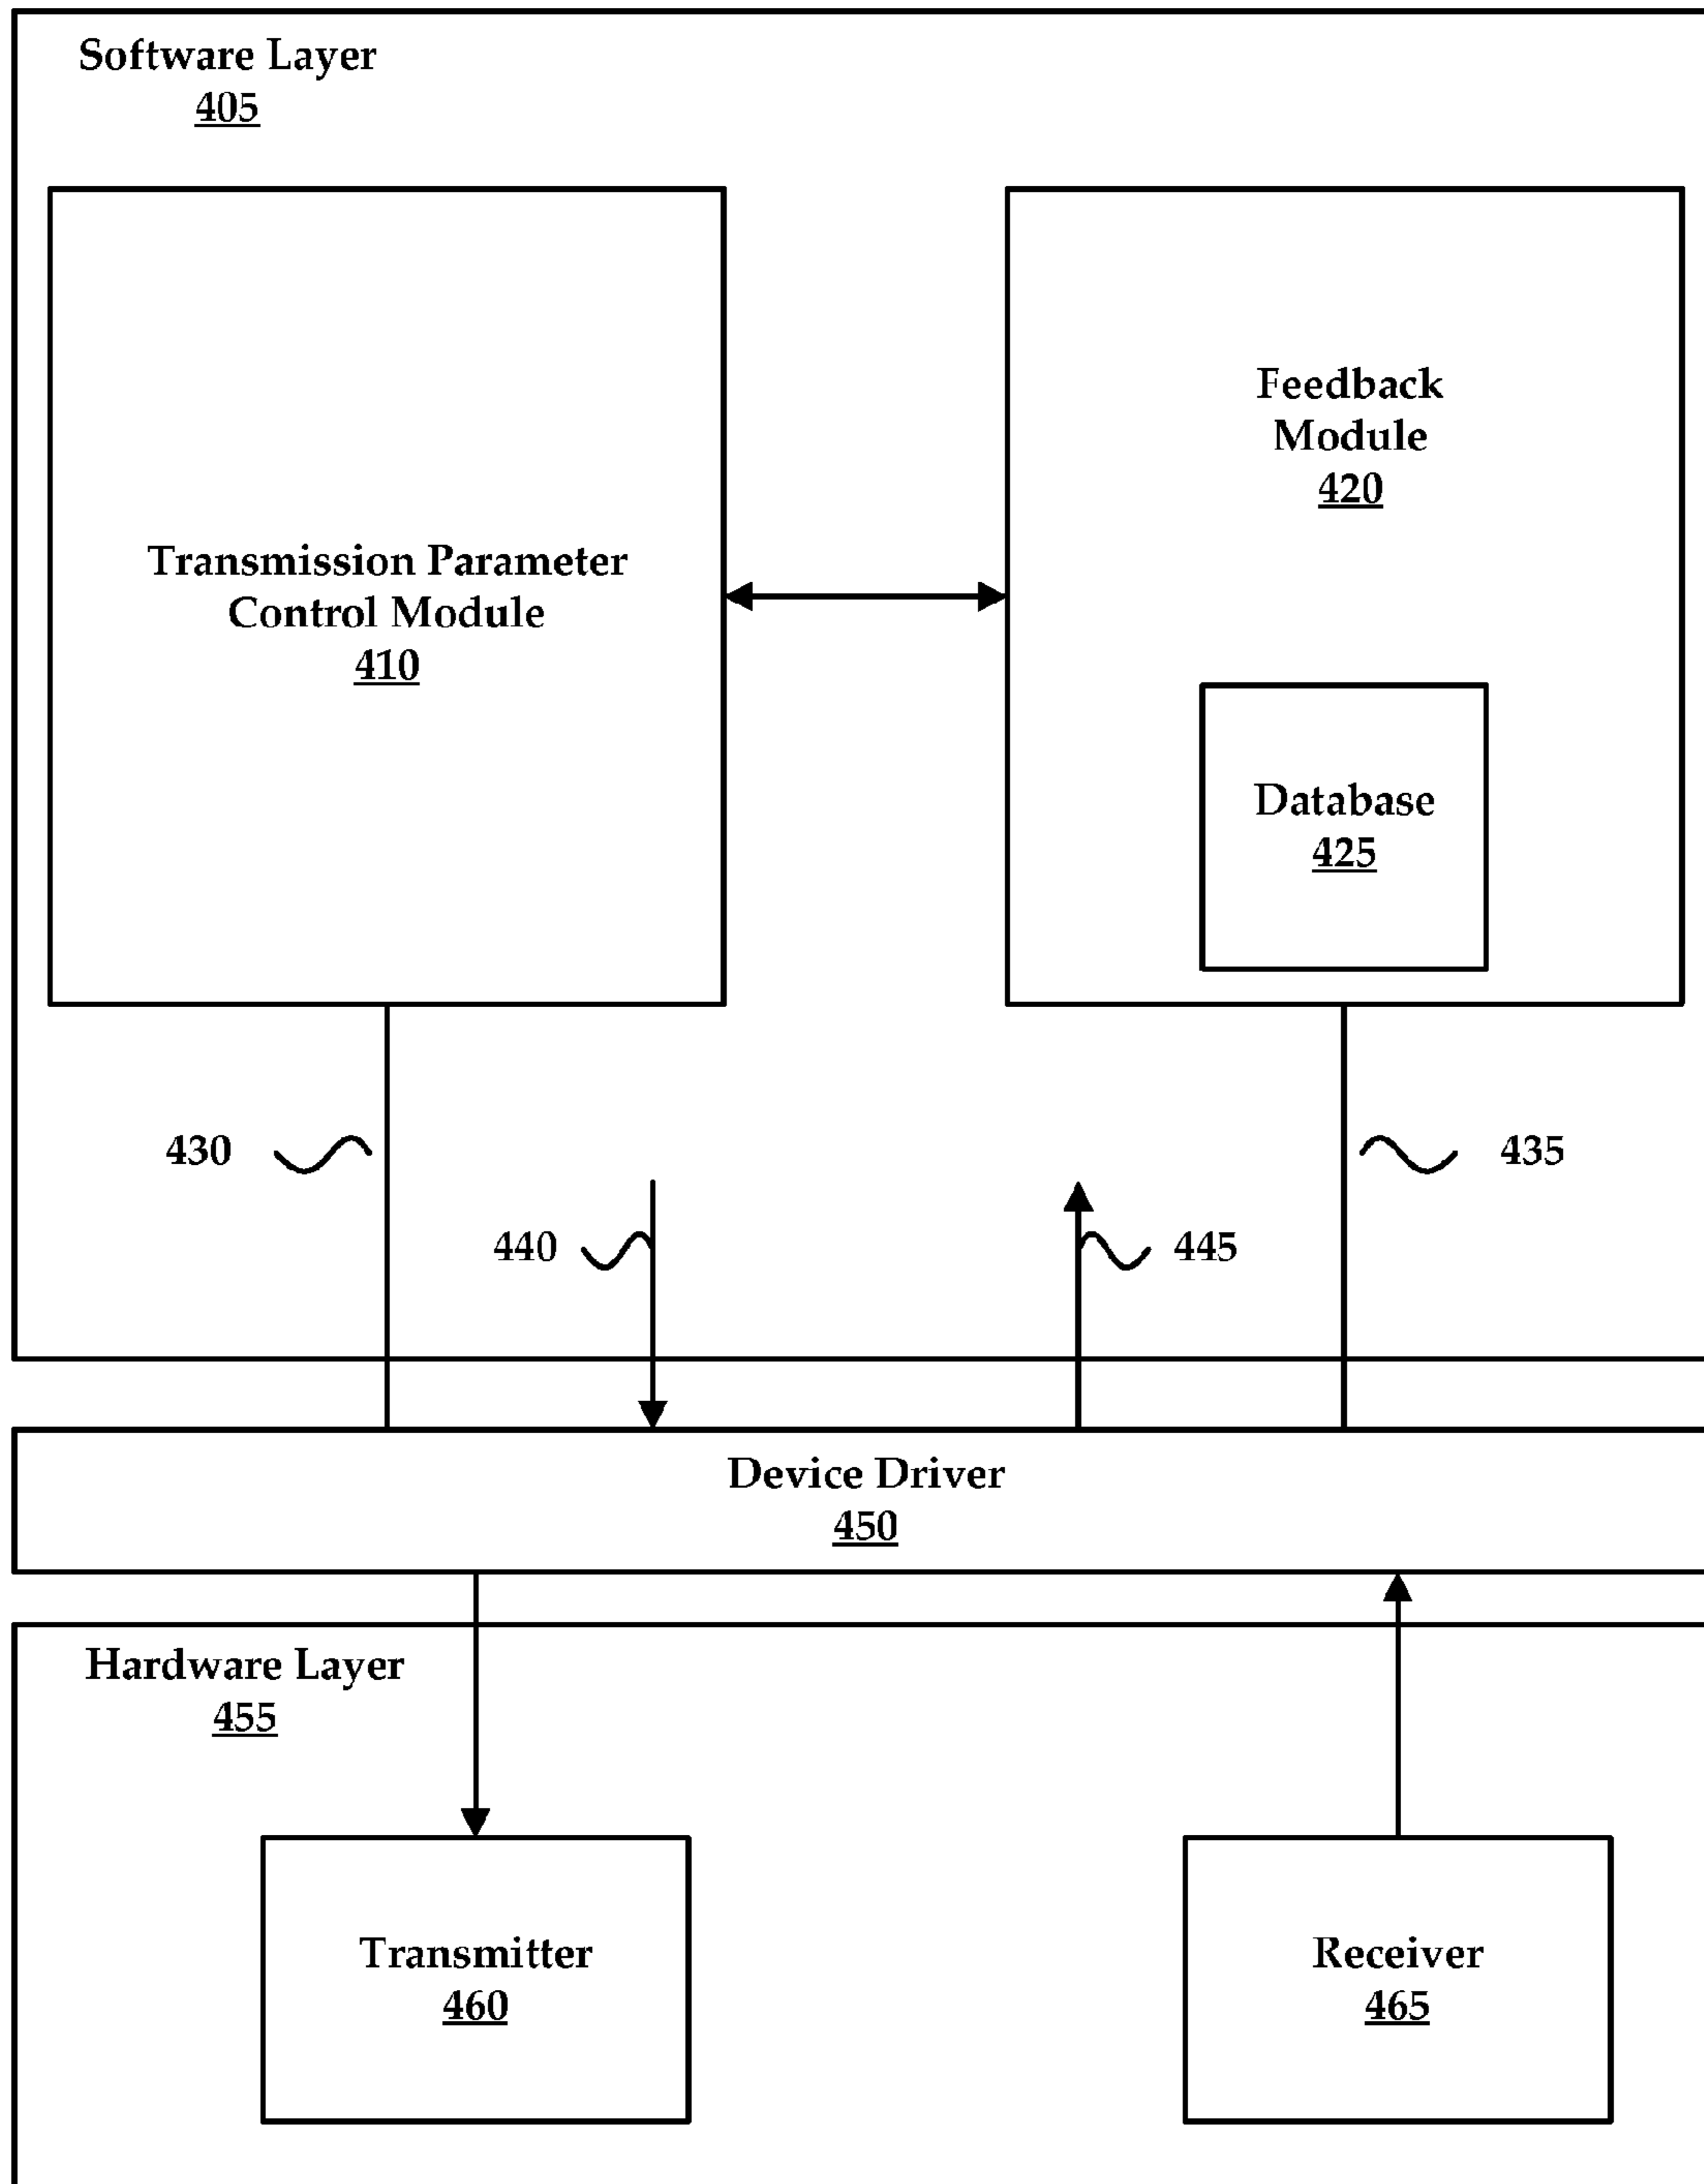 Software Layer
405
Transmission Parameter
Control Module
410
Feedback
Module
420
Database
425
430
435
440
445
Device Driver
450
Hardware Layer
455
Transmitter
460
Receiver
465